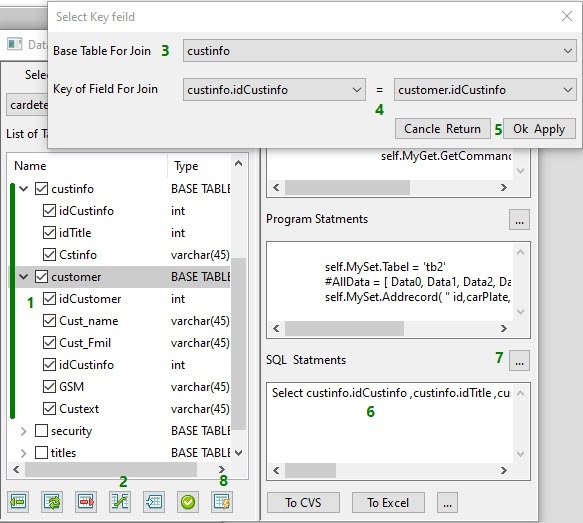 Select Key feild
Base Table For Join 3 custinfo
Key of Field For Join custinfo.idCustinfo = customer.idCustinfo
4
Cancle Return 5 Ok Apply
Data
Selec
cardete
List of Ta
Name Type
custinfo BASE TABLE
idCustinfo int
idTitle int
Cstinfo varchar(45)
customer BASE TABLE
1 idCustomer int
Cust_name varchar(45)
Cust_Fmil varchar(45)
idCustinfo int
GSM varchar(45)
Custext varchar(45)
security BASE TABLE
titles BASE TABLE
2 8
self.MyGet.GetCommanc
Program Statments ...
self.MySet.Tabel = 'tb2'
#AllData = [ Data0, Data1, Data2, Da
self.MySet.Addrecord( " id,carPlate,
SQL Statments 7 ...
Select custinfo.idCustinfo ,custinfo.idTitle ,cus
6
To CVS To Excel ...